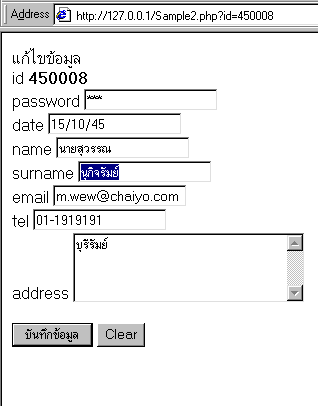 Address http://127.0.0.1/Sample2.php?id=450008
แก้ไขข้อมูล
id 450008
password ***
date 15/10/45
name นายสุวรรณ
surname นุกิจรัมย์
email m.wew@chaiyo.com
tel 01-1919191
บุรีรัมย์
address
บันทึกข้อมูล Clear